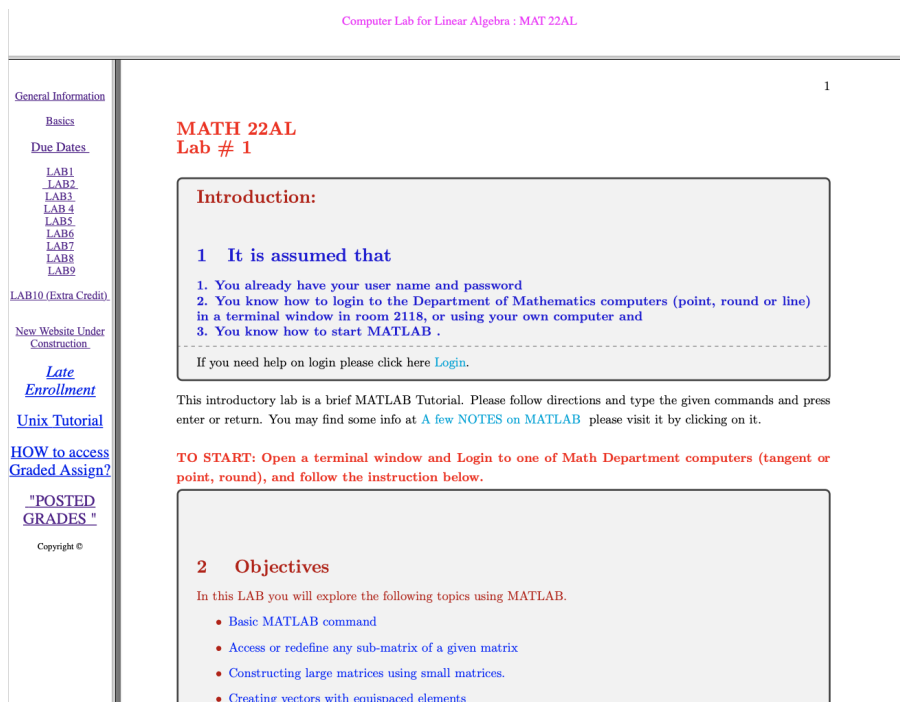 Computer Lab for Linear Algebra : MAT 22AL
General Information
Basics
Due Dates
LAB1
LAB2
LAB3
LAB 4
LAB5
LAB6
LAB7
LAB8
LAB9
LAB10 (Extra Credit)
New Website Under
Construction
Late
Enrollment
Unix Tutorial
HOW to access
Graded Assign?
"POSTED
GRADES "
Copyright ©
1
MATH 22AL
Lab # 1
Introduction:
1 It is assumed that
1. You already have your user name and password
2. You know how to login to the Department of Mathematics computers (point, round or line)
in a terminal window in room 2118, or using your own computer and
3. You know how to start MATLAB .
If you need help on login please click here Login.
This introductory lab is a brief MATLAB Tutorial. Please follow directions and type the given commands and press
enter or return. You may find some info at A few NOTES on MATLAB please visit it by clicking on it.
TO START: Open a terminal window and Login to one of Math Department computers (tangent or
point, round), and follow the instruction below.
2 Objectives
In this LAB you will explore the following topics using MATLAB.
• Basic MATLAB command
• Access or redefine any sub-matrix of a given matrix
• Constructing large matrices using small matrices.
• Creating vectors with equispaced elements